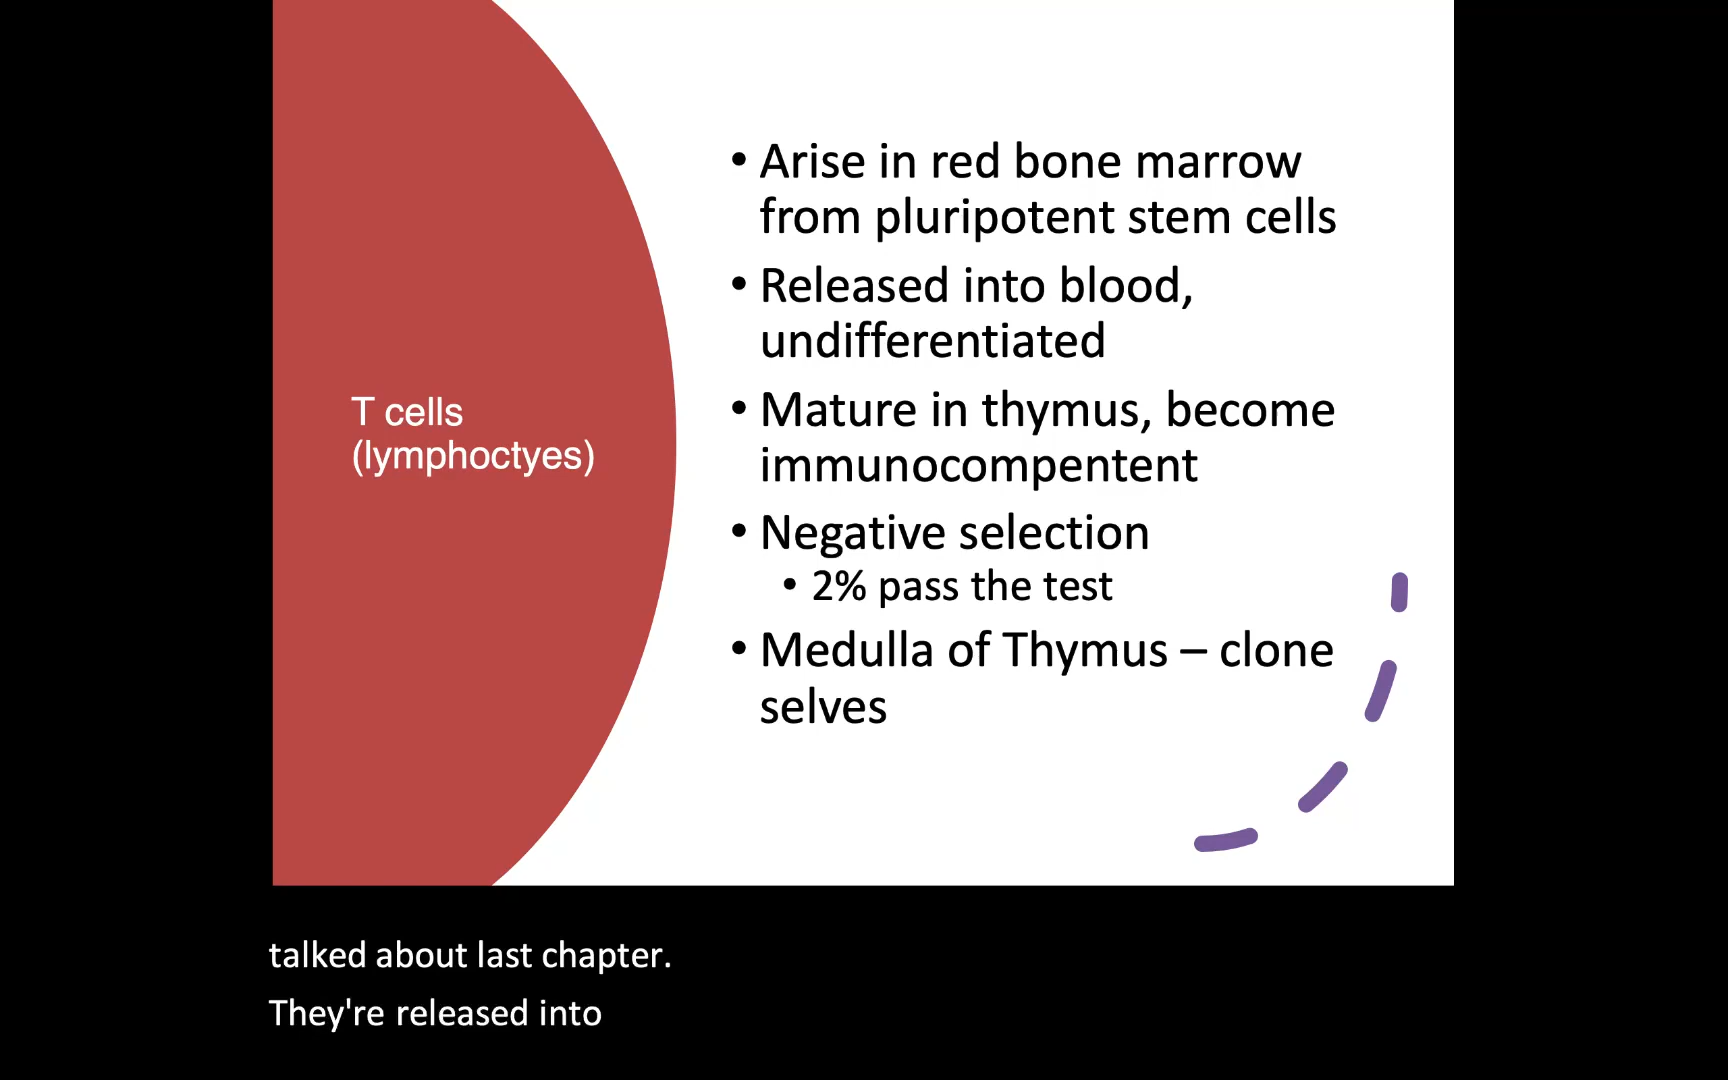 T cells
(lymphoctyes)
• Arise in red bone marrow
from pluripotent stem cells
• Released into blood,
undifferentiated
• Mature in thymus, become
immunocompentent
• Negative selection
• 2% pass the test
• Medulla of Thymus – clone
selves
talked about last chapter.
They're released into